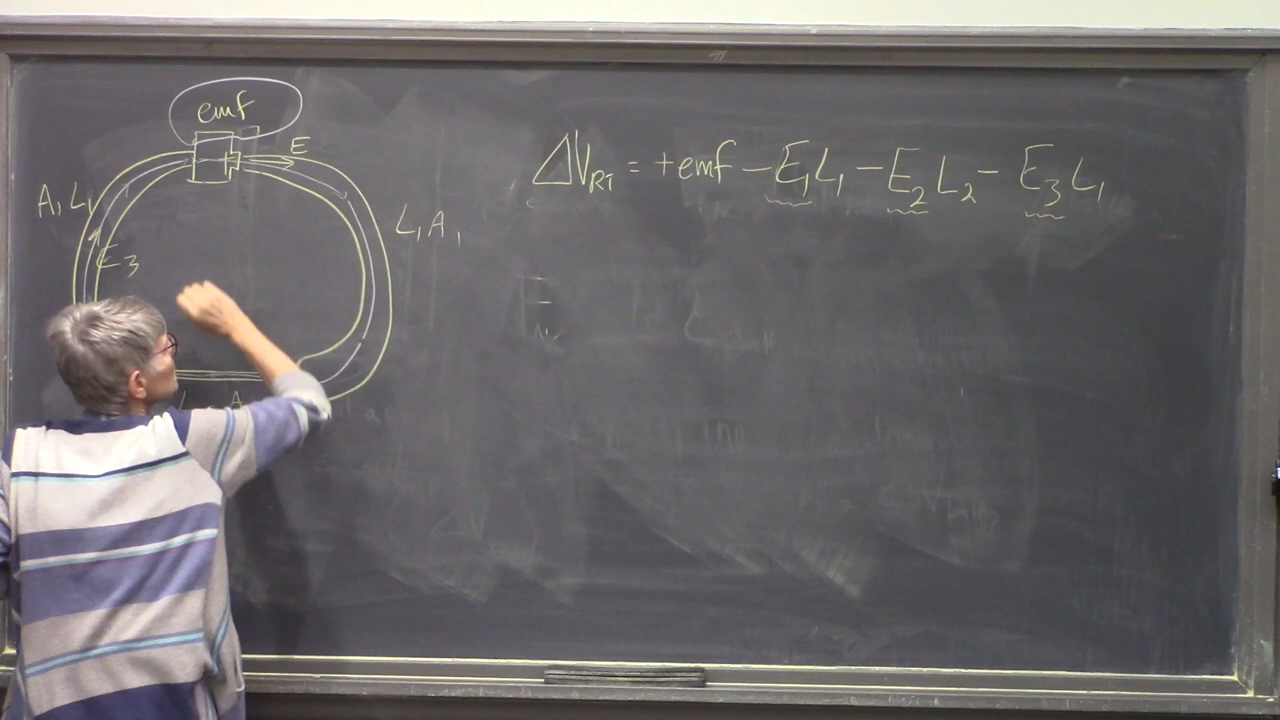 emf
E
ΔV_RT = +emf - E₁L₁ - E₂L₂ - E₃L₁
A₁ L₁
L₁ A₁
E₃
A